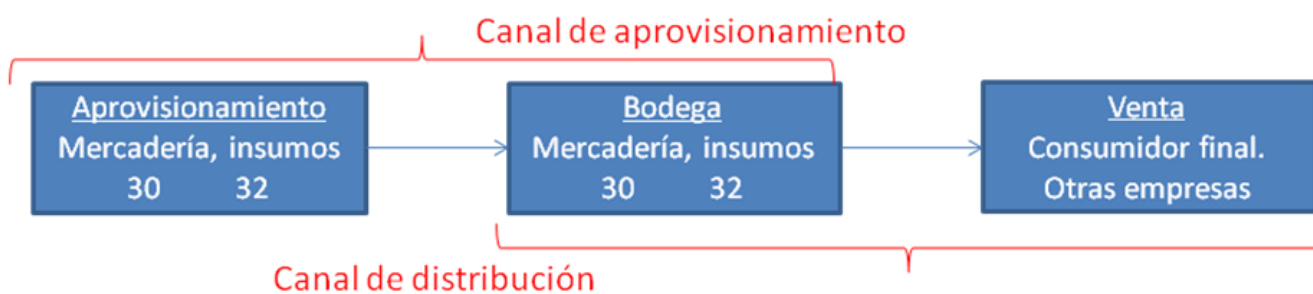 Canal de aprovisionamiento
Aprovisionamiento
Mercadería, insumos
30 32
Bodega
Mercadería, insumos
30 32
Venta
Consumidor final.
Otras empresas
Canal de distribución